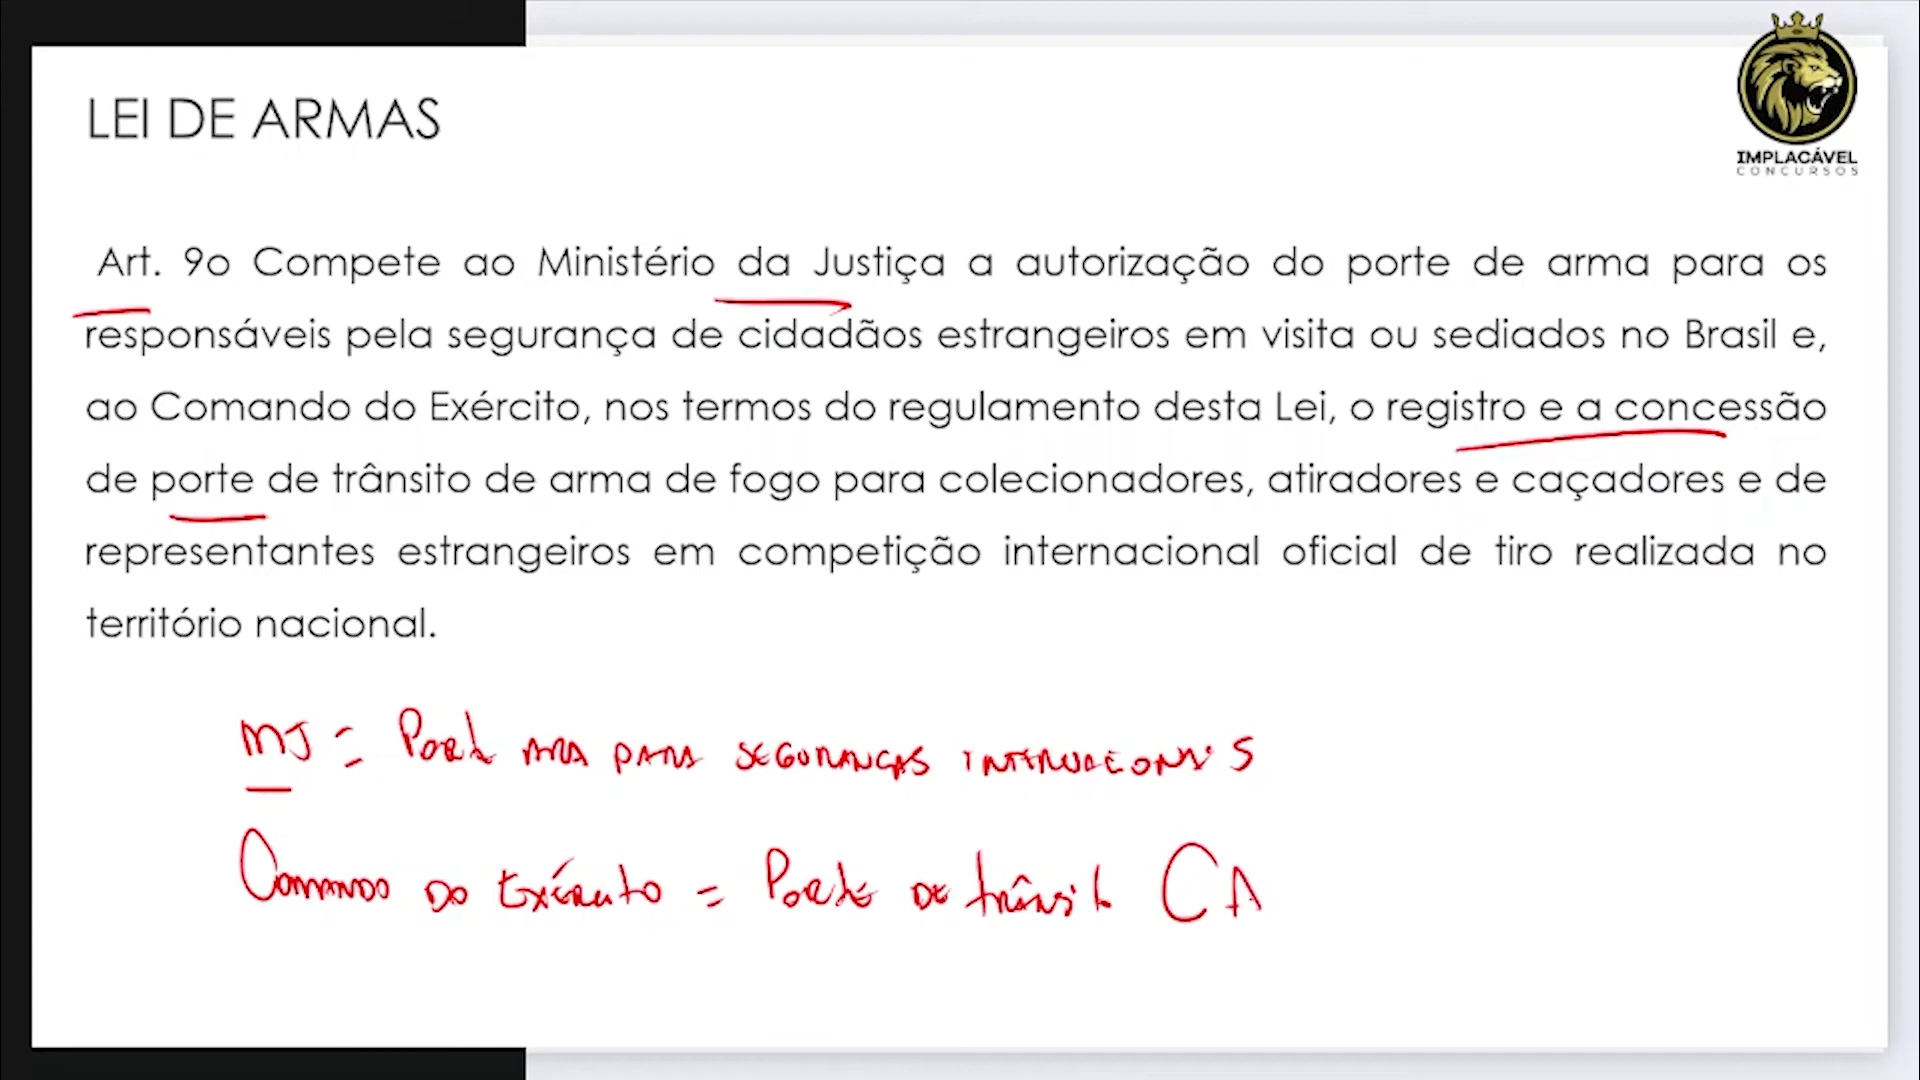 LEI DE ARMAS
IMPLACÁVEL
CONCURSOS
Art. 9o Compete ao Ministério da Justiça a autorização do porte de arma para os
responsáveis pela segurança de cidadãos estrangeiros em visita ou sediados no Brasil e,
ao Comando do Exército, nos termos do regulamento desta Lei, o registro e a concessão
de porte de trânsito de arma de fogo para colecionadores, atiradores e caçadores e de
representantes estrangeiros em competição internacional oficial de tiro realizada no
território nacional.
MJ = Porte PARA SEGURANÇAS INTERNACIONAIS
Comando do Exército = Porte de trânsito CA